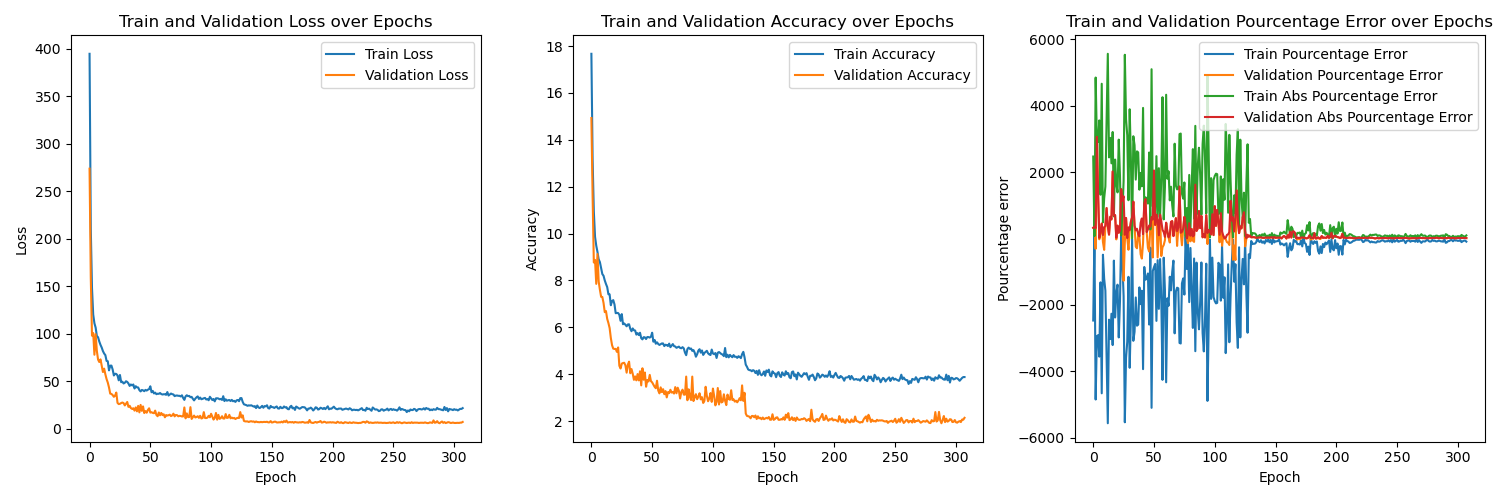 Train and Validation Loss over Epochs
Train Loss
Validation Loss
400
350
300
250
200
150
100
50
0
Loss
0 50 100 150 200 250 300
Epoch
Train and Validation Accuracy over Epochs
Train Accuracy
Validation Accuracy
18
16
14
12
10
8
6
4
2
Accuracy
0 50 100 150 200 250 300
Epoch
Train and Validation Pourcentage Error over Epochs
Train Pourcentage Error
Validation Pourcentage Error
Train Abs Pourcentage Error
Validation Abs Pourcentage Error
6000
4000
2000
0
−2000
−4000
−6000
Pourcentage error
0 50 100 150 200 250 300
Epoch